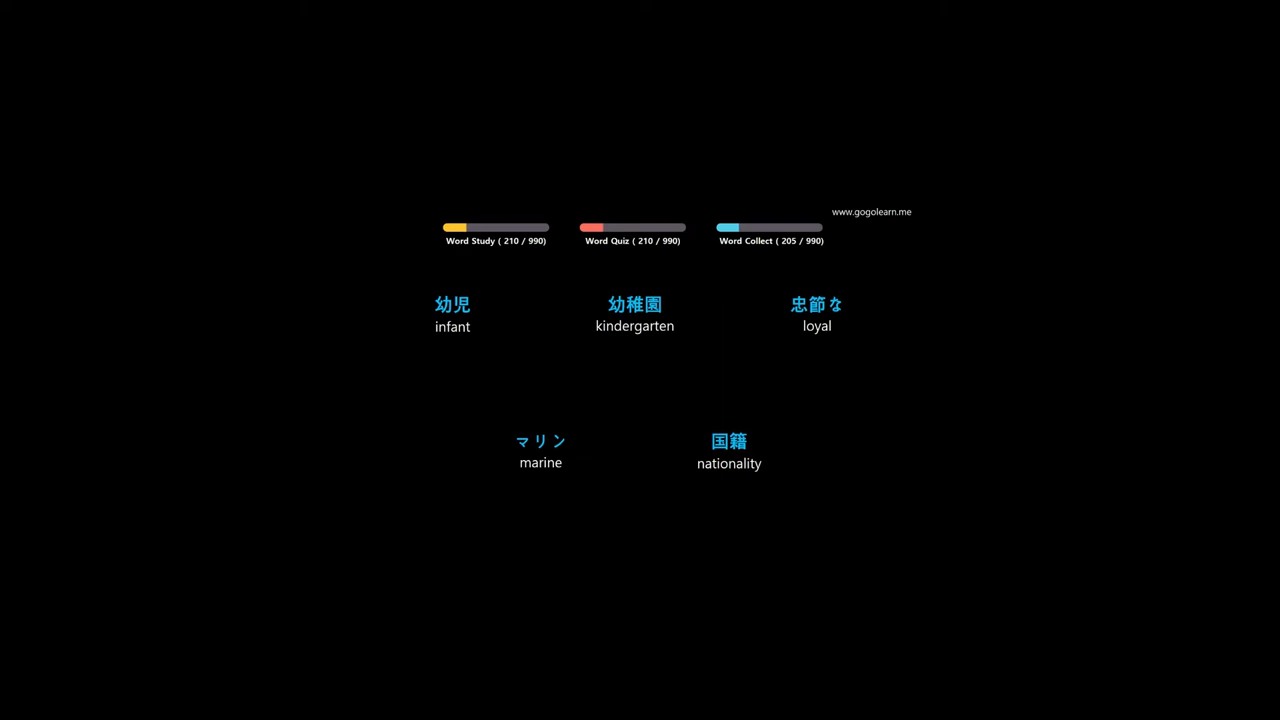 www.gogolearn.me
Word Study ( 210 / 990)
Word Quiz ( 210 / 990)
Word Collect ( 205 / 990)
幼児
infant
幼稚園
kindergarten
忠節な
loyal
マリン
marine
国籍
nationality